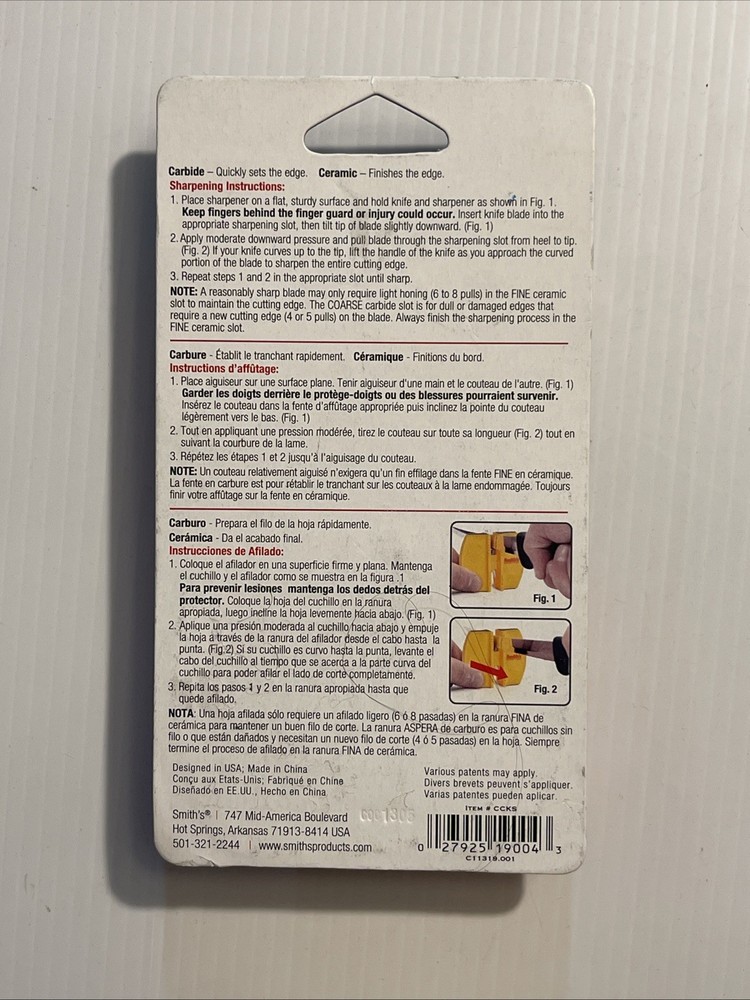 Carbide – Quickly sets the edge. Ceramic – Finishes the edge.
Sharpening Instructions:
1. Place sharpener on a flat, sturdy surface and hold knife and sharpener as shown in Fig. 1.
Keep fingers behind the finger guard or injury could occur. Insert knife blade into the
appropriate sharpening slot, then tilt tip of blade slightly downward. (Fig. 1)
2. Apply moderate downward pressure and pull blade through the sharpening slot from heel to tip.
(Fig. 2) If your knife curves up to the tip, lift the handle of the knife as you approach the curved
portion of the blade to sharpen the entire cutting edge.
3. Repeat steps 1 and 2 in the appropriate slot until sharp.
NOTE: A reasonably sharp blade may only require light honing (6 to 8 pulls) in the FINE ceramic
slot to maintain the cutting edge. The COARSE carbide slot is for dull or damaged edges that
require a new cutting edge (4 or 5 pulls) on the blade. Always finish the sharpening process in the
FINE ceramic slot.
Carbure - Établit le tranchant rapidement. Céramique - Finitions du bord.
Instructions d'affûtage:
1. Place aiguiseur sur une surface plane. Tenir aiguiseur d'une main et le couteau de l'autre. (Fig. 1)
Garder les doigts derrière le protège-doigts ou des blessures pourraient survenir.
Insérez le couteau dans la fente d'affûtage appropriée puis inclinez la pointe du couteau
légèrement vers le bas. (Fig. 1)
2. Tout en appliquant une pression modérée, tirez le couteau sur toute sa longueur (Fig. 2) tout en
suivant la courbure de la lame.
3. Répétez les étapes 1 et 2 jusqu'à l'aiguisage du couteau.
NOTE: Un couteau relativement aiguisé n'exigera qu'un fin effilage dans la fente FINE en céramique.
La fente en carbure est pour rétablir le tranchant sur les couteaux à la lame endommagée. Toujours
finir votre affûtage sur la fente en céramique.
Carburo - Prepara el filo de la hoja rápidamente.
Cerámica - Da el acabado final.
Instrucciones de Afilado:
1. Coloque el afilador en una superficie firme y plana. Mantenga
el cuchillo y el afilador como se muestra en la figura .1
Para prevenir lesiones mantenga los dedos detrás del
protector. Coloque la hoja del cuchillo en la ranura
apropiada, luego incline la hoja levemente hacia abajo. (Fig. 1)
2. Aplique una presión moderada al cuchillo hacia abajo y empuje
la hoja a través de la ranura del afilador desde el cabo hasta la
punta. (Fig.2) Si su cuchillo es curvo hasta la punta, levante el
cabo del cuchillo al tiempo que se acerca a la parte curva del
cuchillo para poder afilar el lado de corte completamente.
3. Repita los pasos 1 y 2 en la ranura apropiada hasta que
quede afilado.
Fig. 1
Fig. 2
NOTA: Una hoja afilada sólo requiere un afilado ligero (6 ó 8 pasadas) en la ranura FINA de
cerámica para mantener un buen filo de corte. La ranura ASPERA de carburo es para cuchillos sin
filo o que están dañados y necesitan un nuevo filo de corte (4 ó 5 pasadas) en la hoja. Siempre
termine el proceso de afilado en la ranura FINA de cerámica.
Designed in USA; Made in China
Conçu aux Etats-Unis; Fabriqué en Chine
Diseñado en EE.UU., Hecho en China
Various patents may apply.
Divers brevets peuvent s'appliquer.
Varias patentes pueden aplicar.
ITEM # CCKS
Smith's® | 747 Mid-America Boulevard
Hot Springs, Arkansas 71913-8414 USA
501-321-2244 | www.smithsproducts.com
0 27925 19004 3
C11319.001